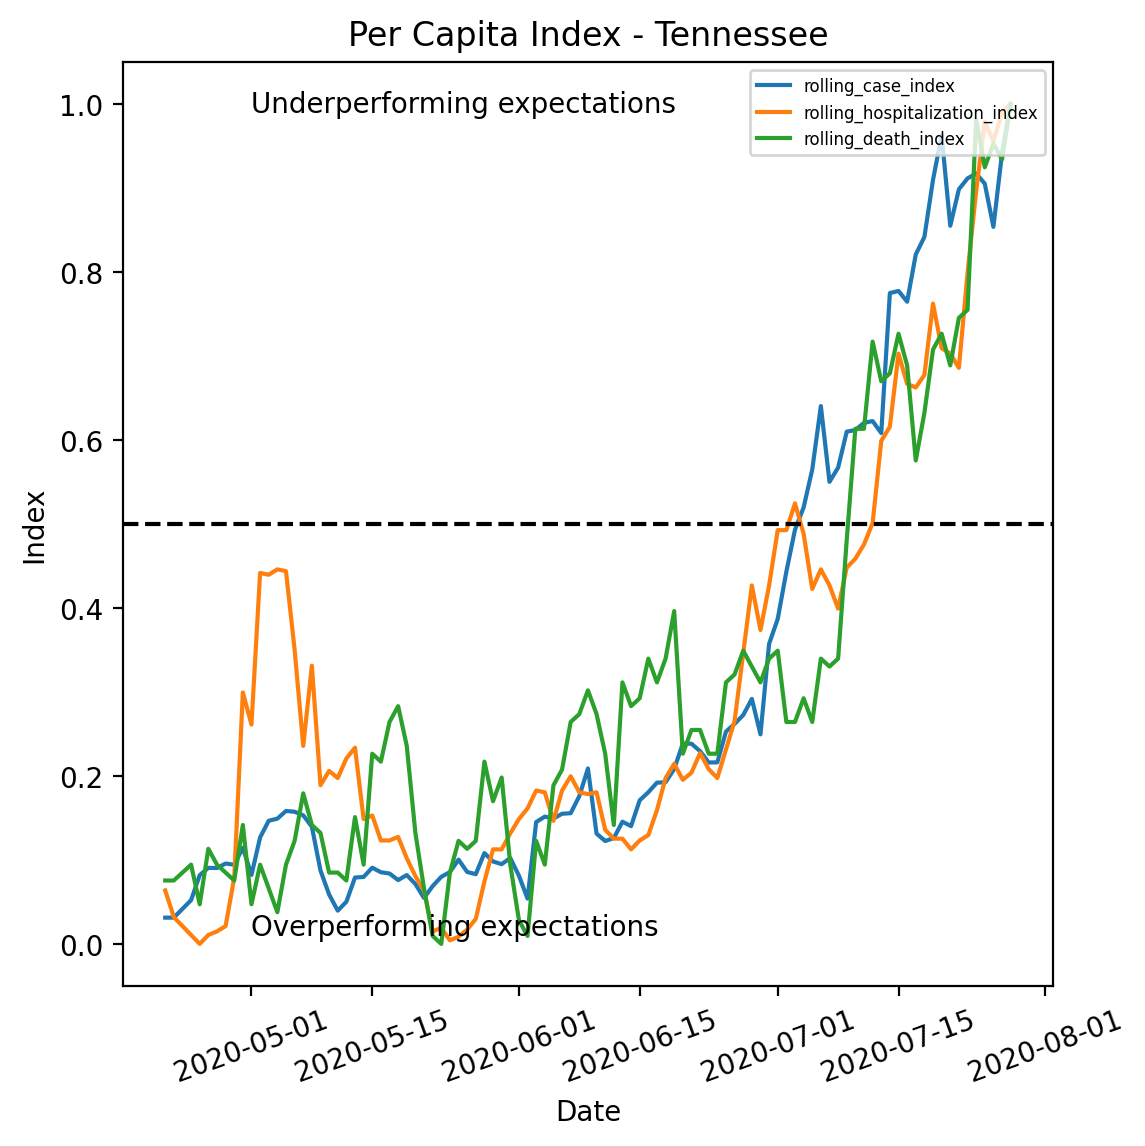 Per Capita Index - Tennessee
Underperforming expectations
rolling_case_index
rolling_hospitalization_index
rolling_death_index
1.0
0.8
0.6
0.4
0.2
0.0
Index
Overperforming expectations
2020-05-01
2020-05-15
2020-06-01
2020-06-15
2020-07-01
2020-07-15
2020-08-01
Date